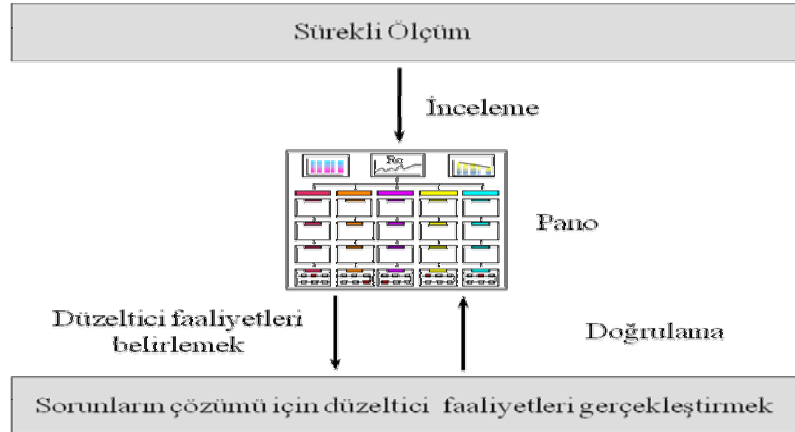 Sürekli Ölçüm
İnceleme
Pano
Düzeltici faaliyetleri
belirlemek
Doğrulama
Sorunların çözümü için düzeltici faaliyetleri gerçekleştirmek